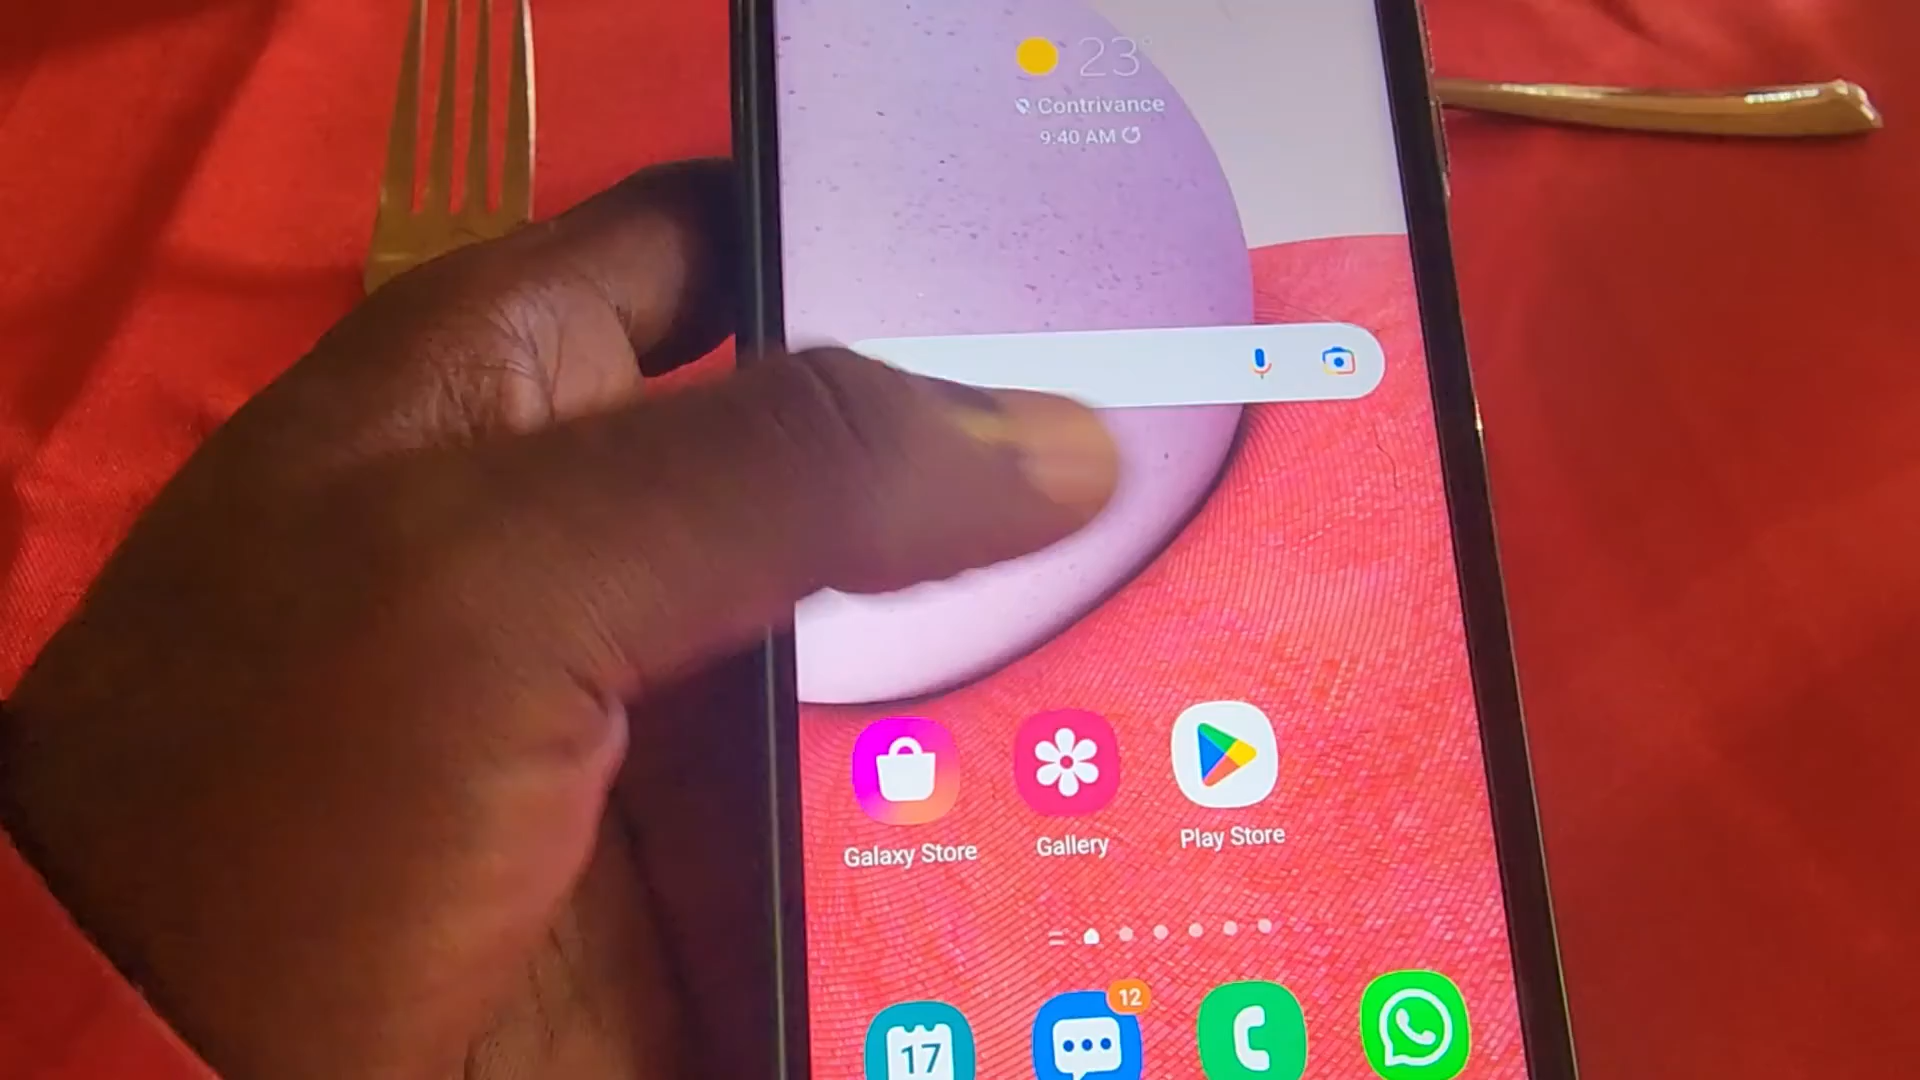 23°
Contrivance
9:40 AM
Galaxy Store
Gallery
Play Store
12
17